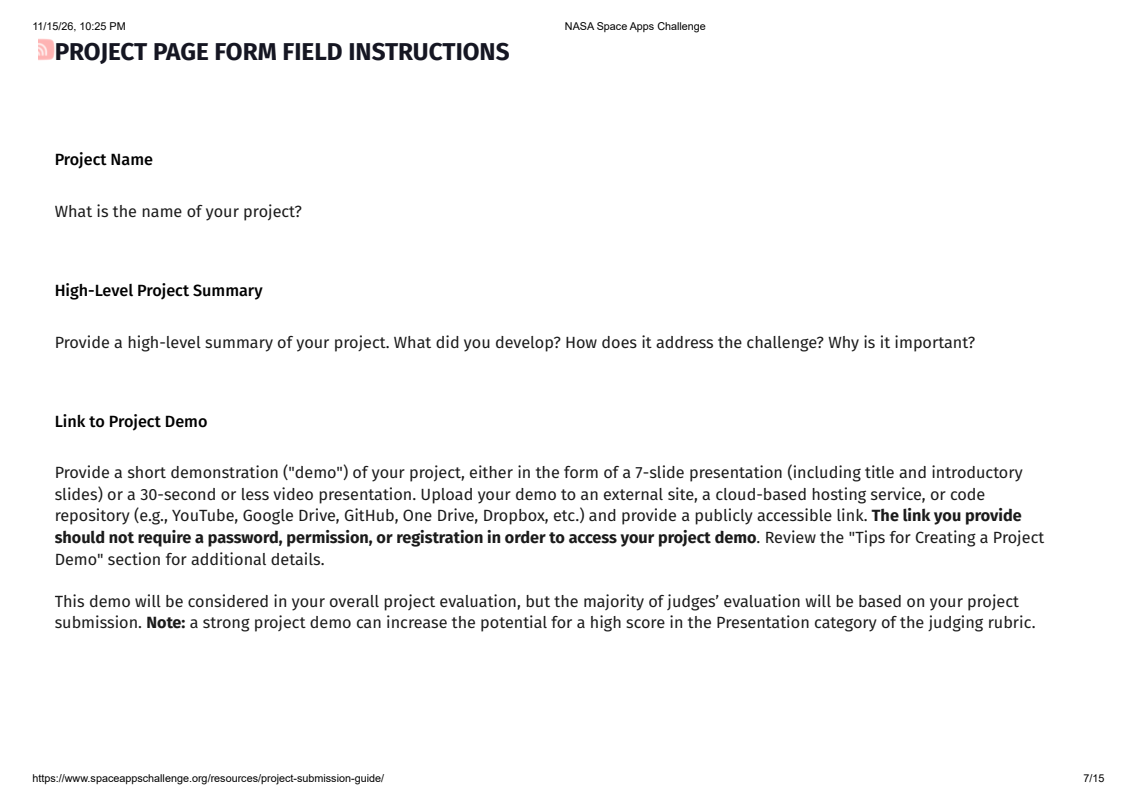 11/15/26, 10:25 PM
NASA Space Apps Challenge
PROJECT PAGE FORM FIELD INSTRUCTIONS
Project Name
What is the name of your project?
High-Level Project Summary
Provide a high-level summary of your project. What did you develop? How does it address the challenge? Why is it important?
Link to Project Demo
Provide a short demonstration ("demo") of your project, either in the form of a 7-slide presentation (including title and introductory
slides) or a 30-second or less video presentation. Upload your demo to an external site, a cloud-based hosting service, or code
repository (e.g., YouTube, Google Drive, GitHub, One Drive, Dropbox, etc.) and provide a publicly accessible link. The link you provide
should not require a password, permission, or registration in order to access your project demo. Review the "Tips for Creating a Project
Demo" section for additional details.
This demo will be considered in your overall project evaluation, but the majority of judges’ evaluation will be based on your project
submission. Note: a strong project demo can increase the potential for a high score in the Presentation category of the judging rubric.
https://www.spaceappschallenge.org/resources/project-submission-guide/
7/15